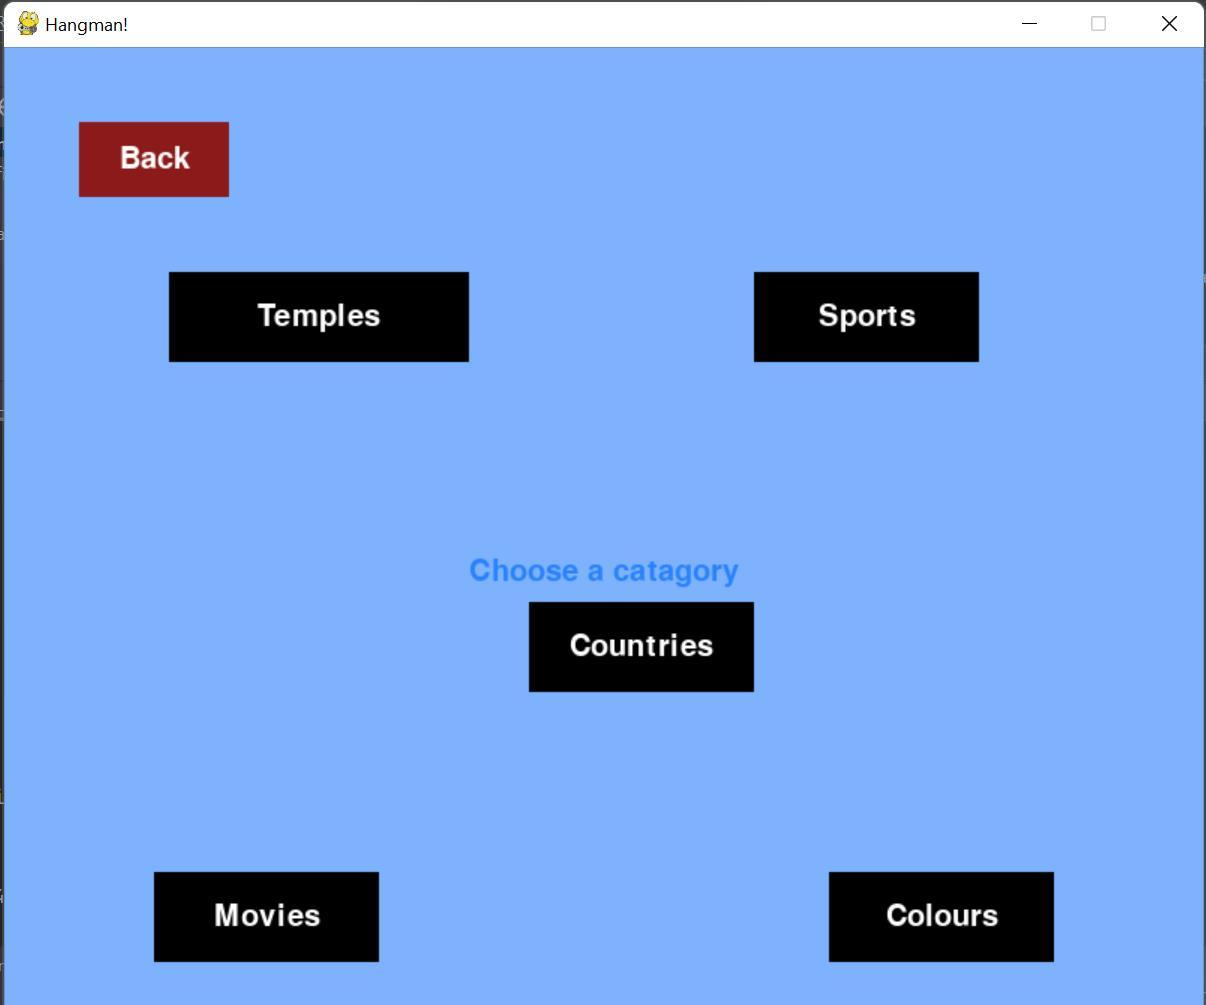 Hangman!
Back
Temples
Sports
Choose a catagory
Countries
Movies
Colours